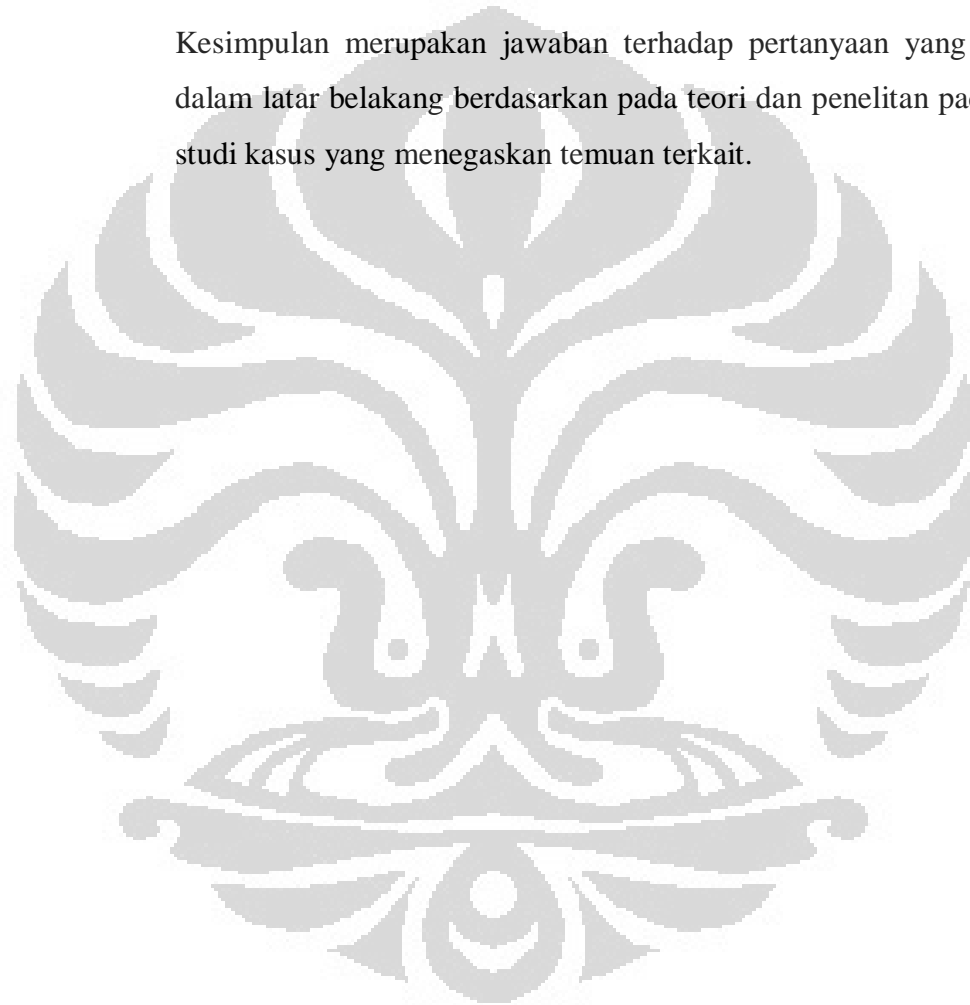 Kesimpulan merupakan jawaban terhadap pertanyaan yang
dalam latar belakang berdasarkan pada teori dan penelitan
studi kasus yang menegaskan temuan terkait.